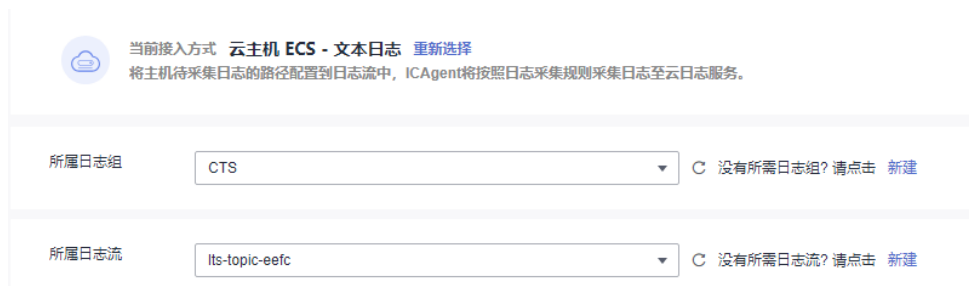 当前接入方式 云主机 ECS - 文本日志 重新选择
将主机待采集日志的路径配置到日志流中，ICAgent将按照日志采集规则采集日志至云日志服务。
所属日志组 CTS 没有所需日志组? 请点击 新建
所属日志流 lts-topic-eefc 没有所需日志流? 请点击 新建